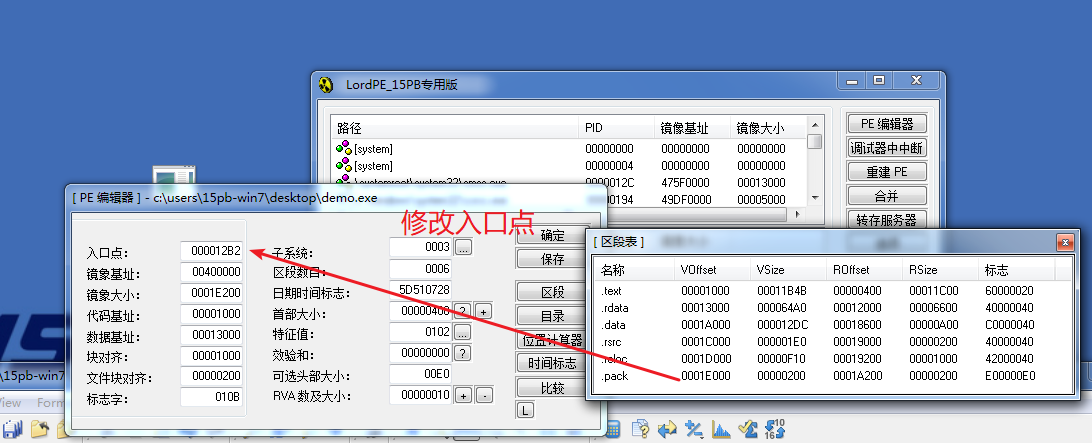 LordPE_15PB专用版
路径 PID 镜像基址 镜像大小
[system] 00000000 00000000 00000000
[system] 00000004 00000000 00000000
0000012C 475F0000 00013000
00000194 49DF0000 00005000
PE 编辑器
调试器中中断
重建 PE
合并
转存服务器
[ PE 编辑器 ] - c:\users\15pb-win7\desktop\demo.exe
修改入口点
入口点: 000012B2
镜象基址: 00400000
镜象大小: 0001E200
代码基址: 00001000
数据基址: 00013000
块对齐: 00001000
文件块对齐: 00000200
标志字: 010B
子系统: 0003 ...
区段数目: 0006
日期时间标志: 5D510728
首部大小: 00000408 ? +
特征值: 0102 ...
效验和: 00000000 ?
可选头部大小: 00E0
RVA 数及大小: 00000010 + -
确定
保存
区段
目录
位置计算器
时间标志
比较
L
[ 区段表 ]
名称 VOffset VSize ROffset RSize 标志
.text 00001000 00011B4B 00000400 00011C00 60000020
.rdata 00013000 000064A0 00012000 00006600 40000040
.data 0001A000 000012DC 00018600 00000A00 C0000040
.rsrc 0001C000 000001E0 00019000 00000200 40000040
.reloc 0001D000 00000F10 00019200 00001000 42000040
.pack 0001E000 00000200 0001A200 00000200 E00000E0
\15pb-win7
View Form